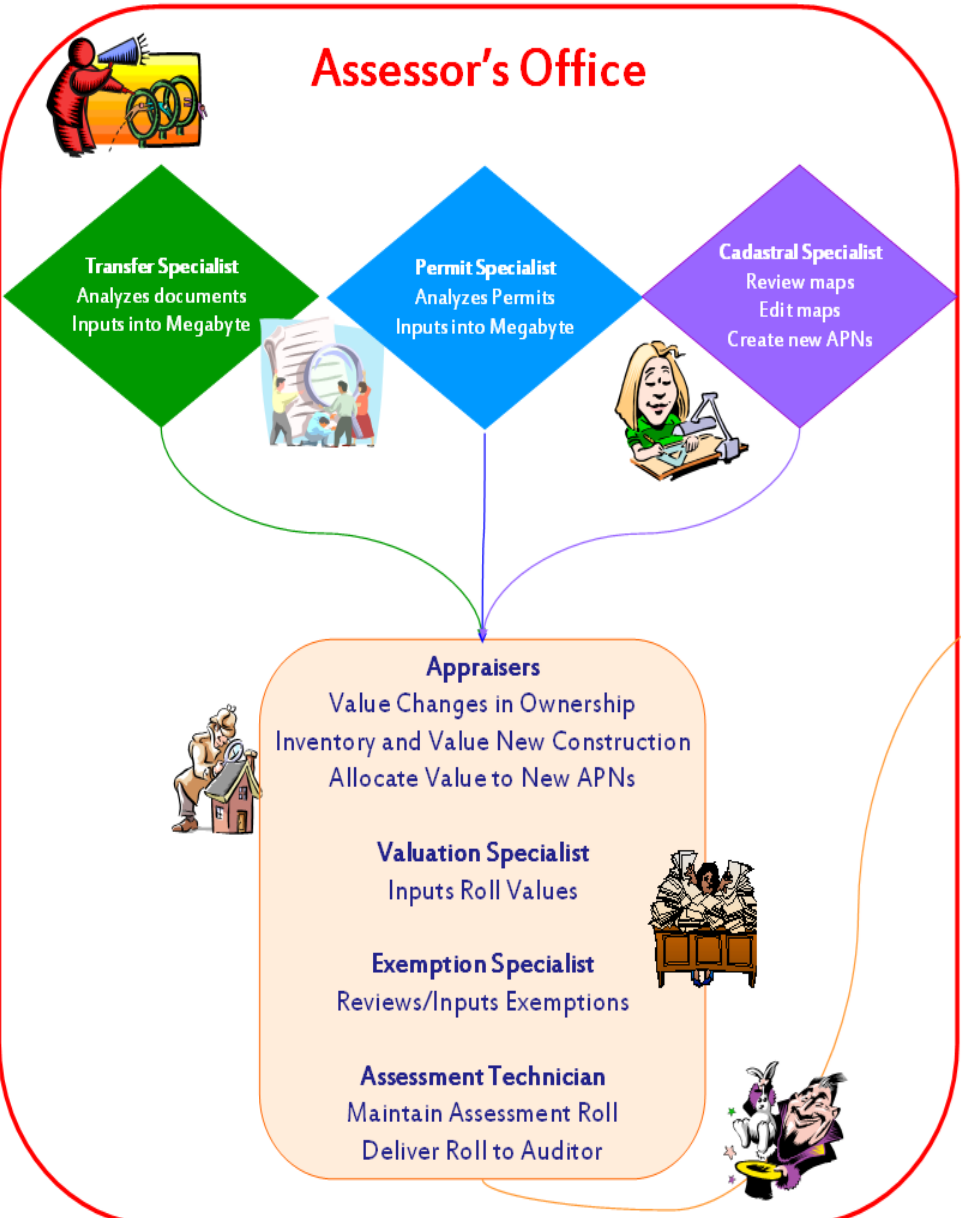 Assessor's Office
Transfer Specialist
Analyzes documents
Inputs into Megabyte
Permit Specialist
Analyzes Permits
Inputs into Megabyte
Cadastral Specialist
Review maps
Edit maps
Create new APNs
Appraisers
Value Changes in Ownership
Inventory and Value New Construction
Allocate Value to New APNs
Valuation Specialist
Inputs Roll Values
Exemption Specialist
Reviews/Inputs Exemptions
Assessment Technician
Maintain Assessment Roll
Deliver Roll to Auditor